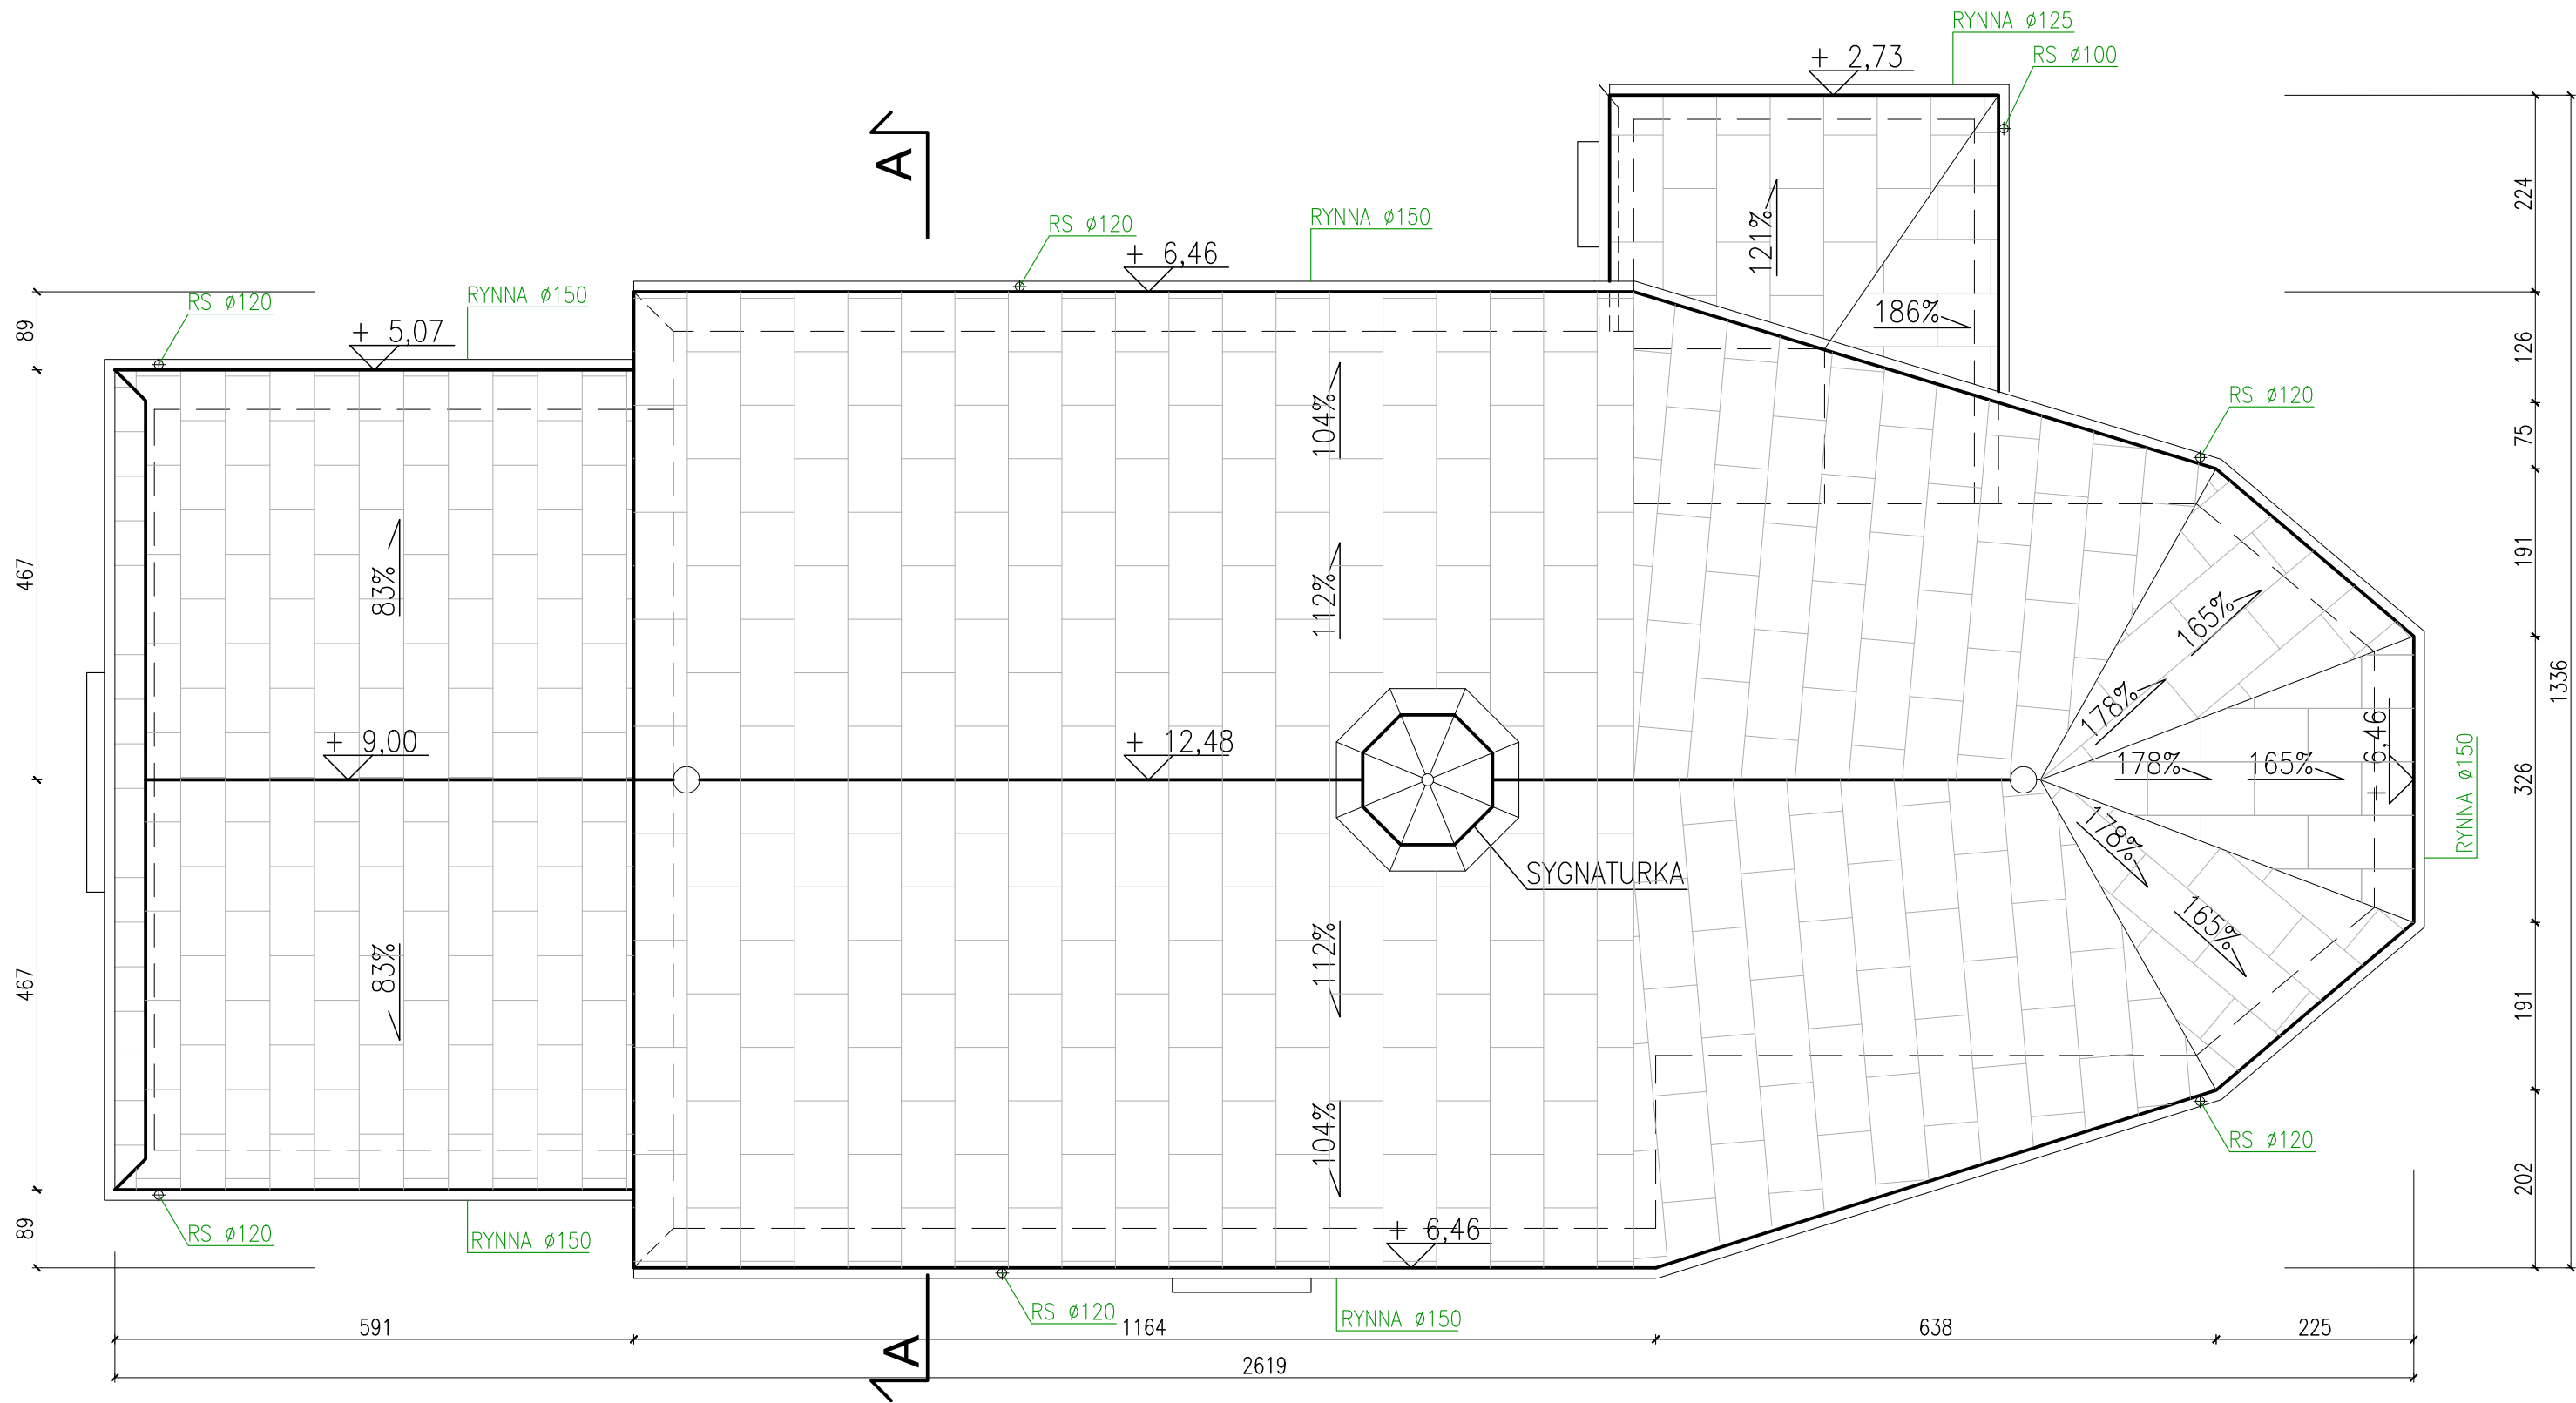 RYNNA ø125
+ 2,73
RS ø100
A
RS ø120
RYNNA ø150
+ 6,46
RS ø120
RYNNA ø150
+ 5,07
121%
186%
RS ø120
104%
83%
112%
165%
178%
+ 9,00
+ 12,48
178%
165%
+ 6,46
RYNNA ø150
SYGNATURKA
178%
165%
83%
112%
104%
+ 6,46
RS ø120
RS ø120
RYNNA ø150
RS ø120
RYNNA ø150
A
89
467
467
89
224
126
75
191
326
191
202
1336
591
1164
638
225
2619